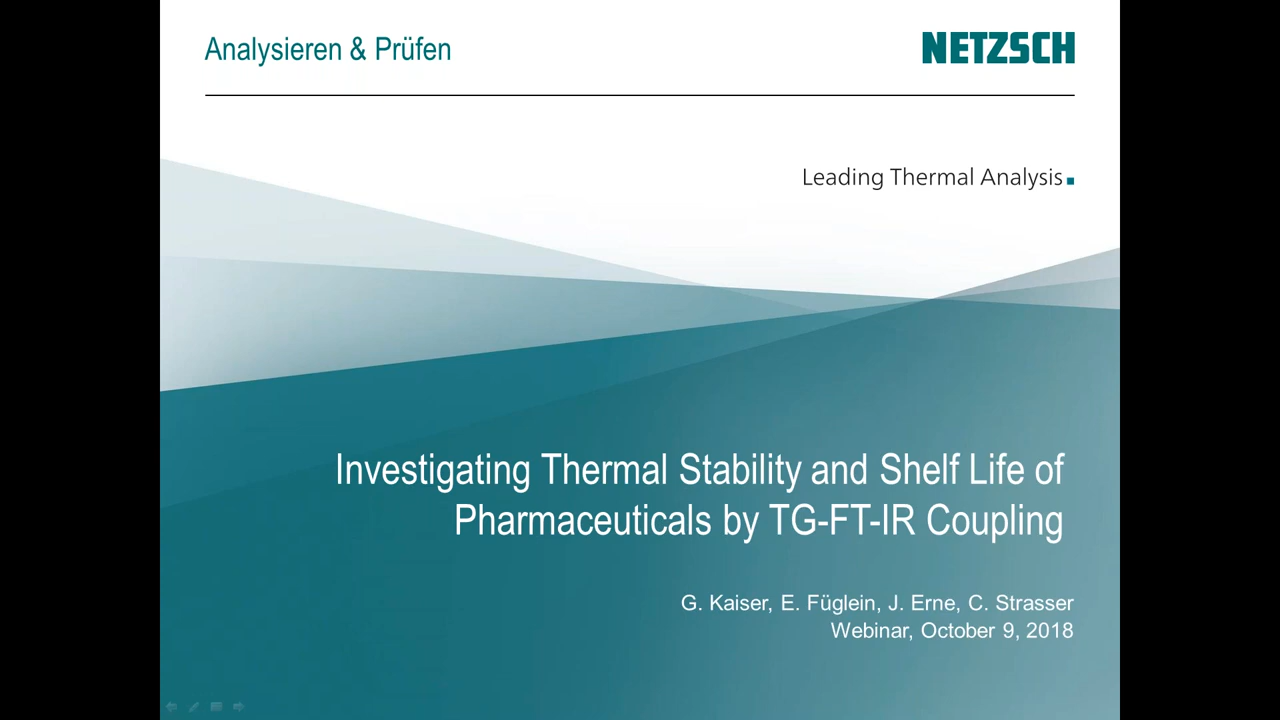 Analysieren & Prüfen
NETZSCH
Leading Thermal Analysis
Investigating Thermal Stability and Shelf Life of
Pharmaceuticals by TG-FT-IR Coupling
G. Kaiser, E. Füglein, J. Erne, C. Strasser
Webinar, October 9, 2018